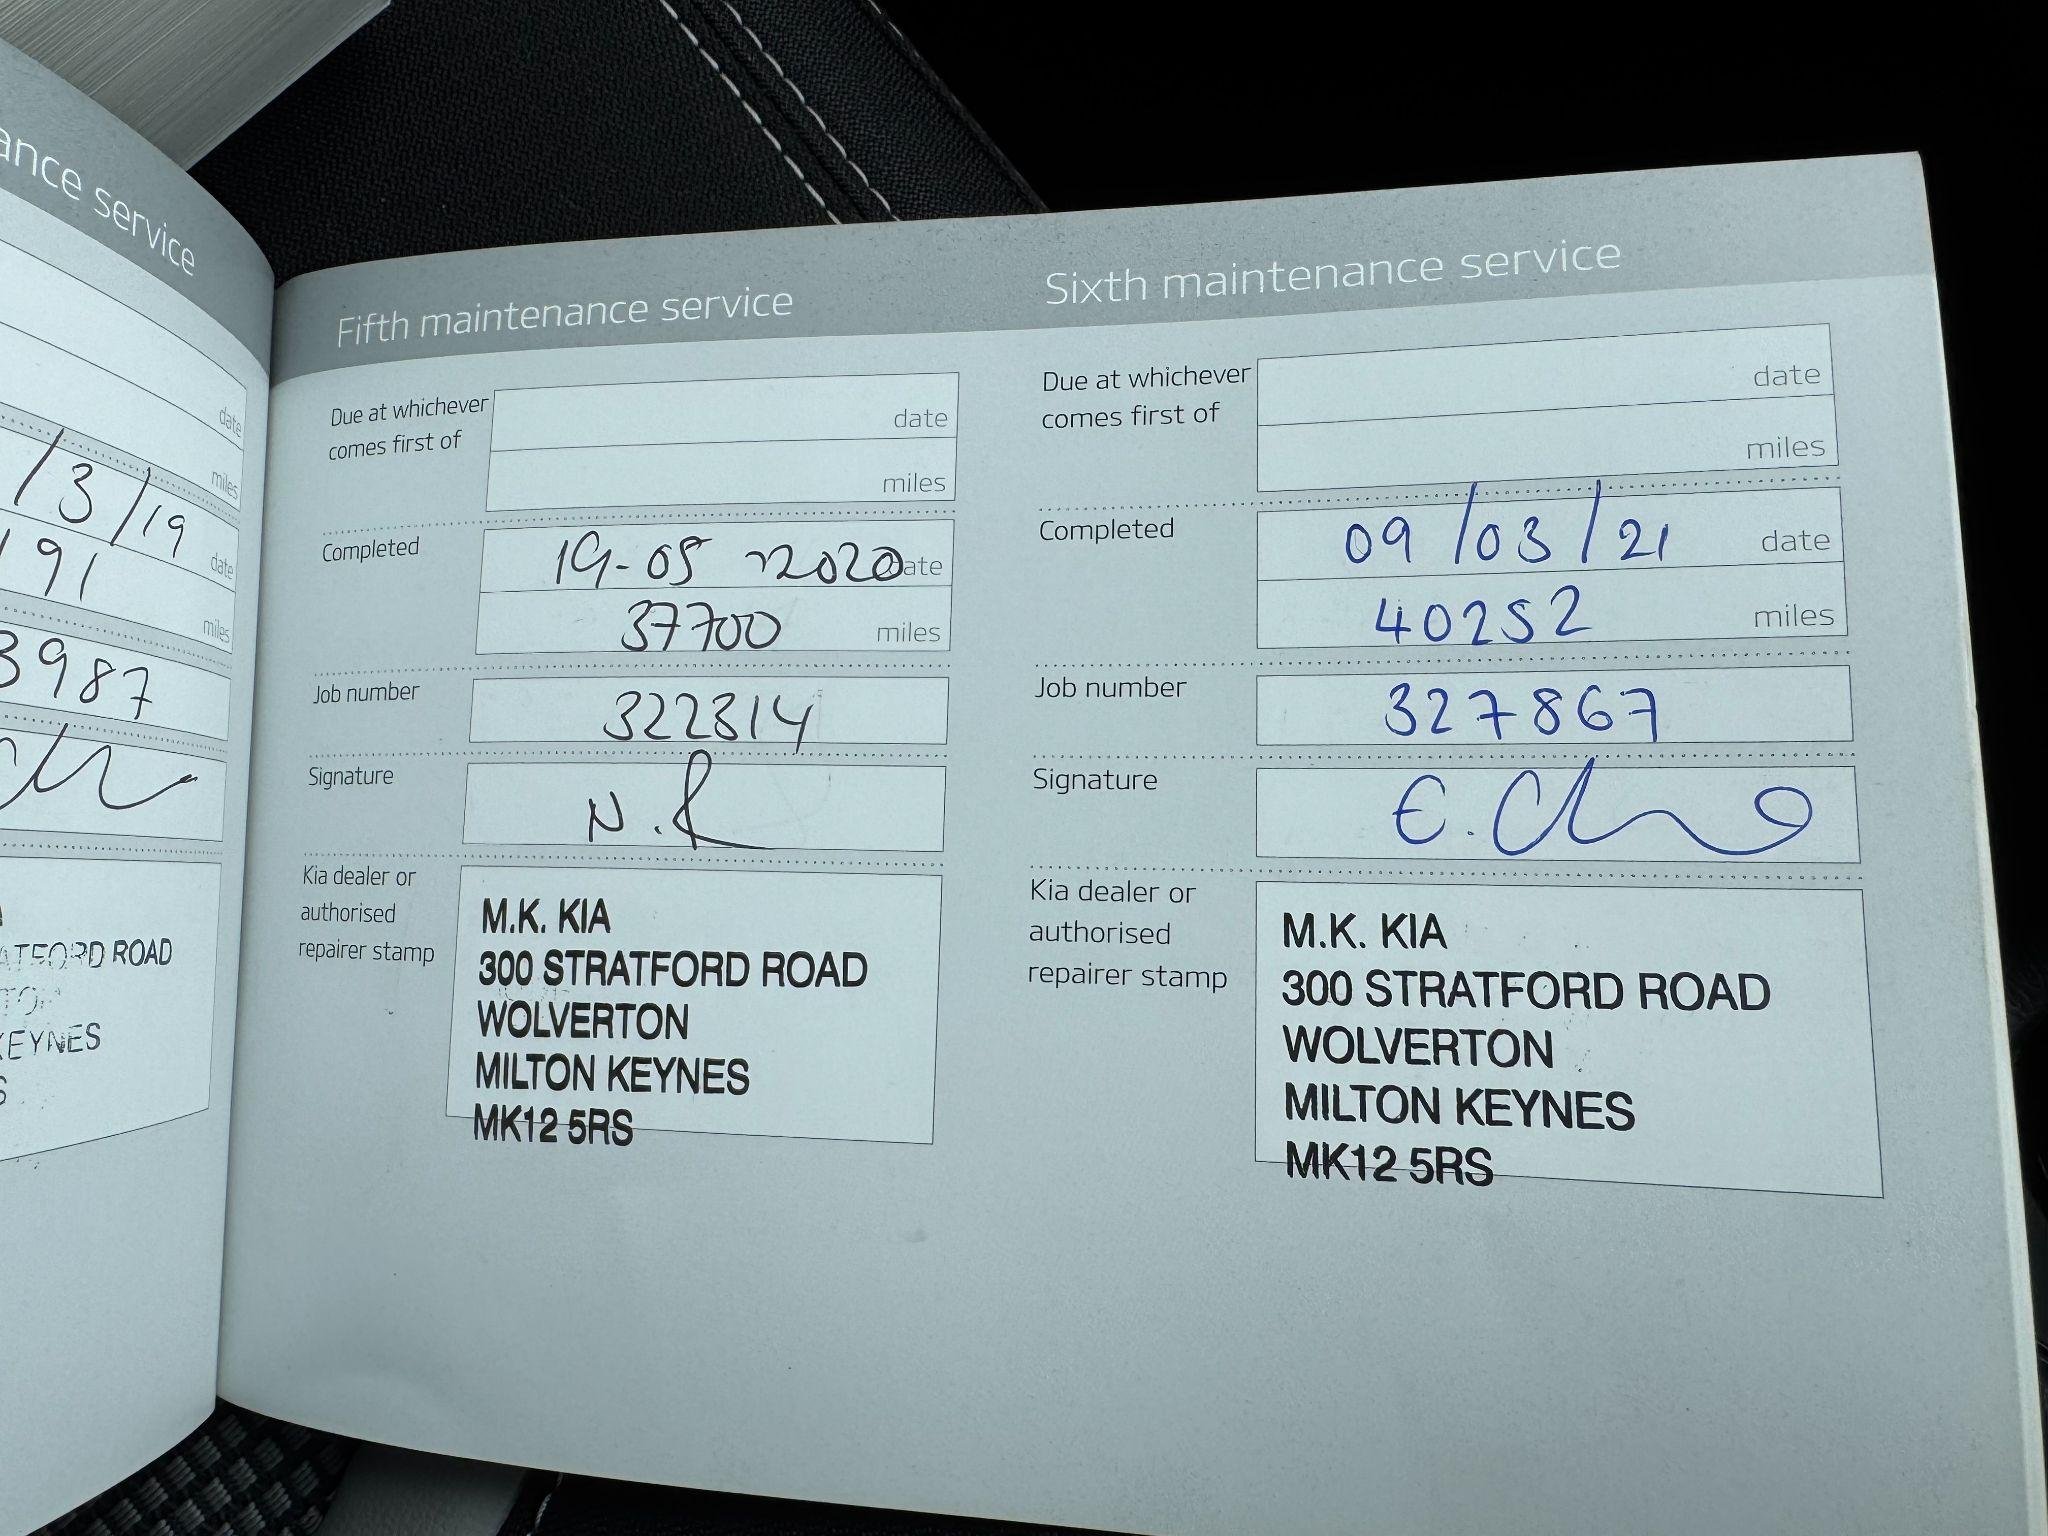 ance service
date
miles
/3/19 date
91 miles
3987
ATFORD ROAD
KEYNES
Fifth maintenance service
Due at whichever comes first of
date
miles
Completed
19-05 2020 date
37700 miles
Job number
322814
Signature
N.R
Kia dealer or
authorised
repairer stamp
M.K. KIA
300 STRATFORD ROAD
WOLVERTON
MILTON KEYNES
MK12 5RS
Sixth maintenance service
Due at whichever
comes first of
date
miles
Completed
09/03/21 date
40252 miles
Job number
327867
Signature
Kia dealer or
authorised
repairer stamp
M.K. KIA
300 STRATFORD ROAD
WOLVERTON
MILTON KEYNES
MK12 5RS